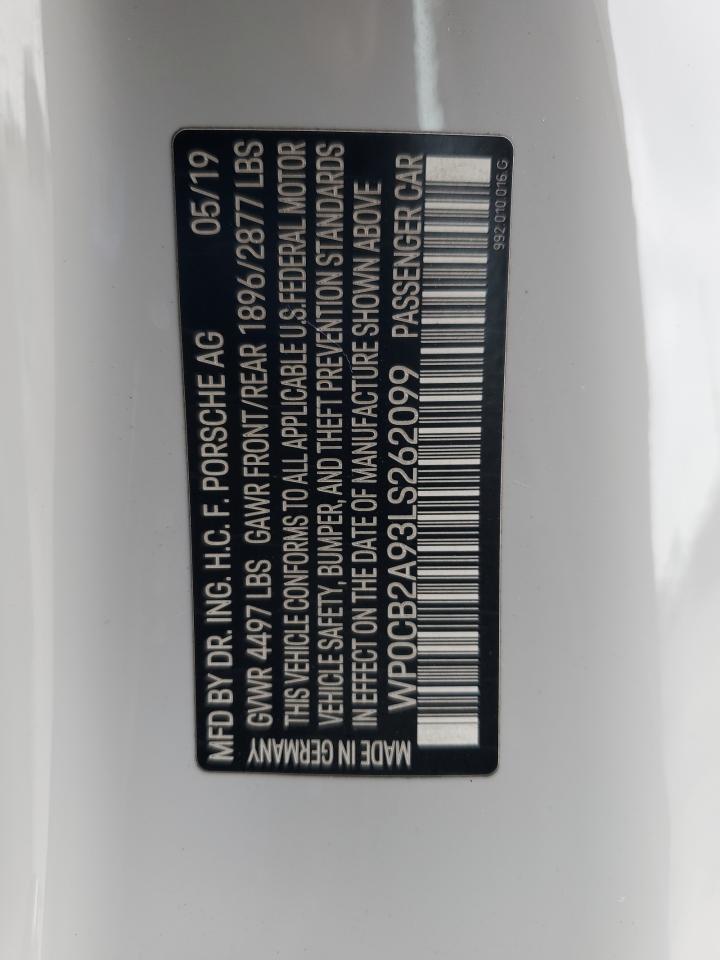 MFD BY DR. ING. H.C. F. PORSCHE AG 05/19
GVWR 4497 LBS GAWR FRONT/REAR 1896/2877 LBS
THIS VEHICLE CONFORMS TO ALL APPLICABLE U.S.FEDERAL MOTOR
VEHICLE SAFETY, BUMPER, AND THEFT PREVENTION STANDARDS
IN EFFECT ON THE DATE OF MANUFACTURE SHOWN ABOVE
WP0CB2A93LS262099 PASSENGER CAR
MADE IN GERMANY
992 010 016.G